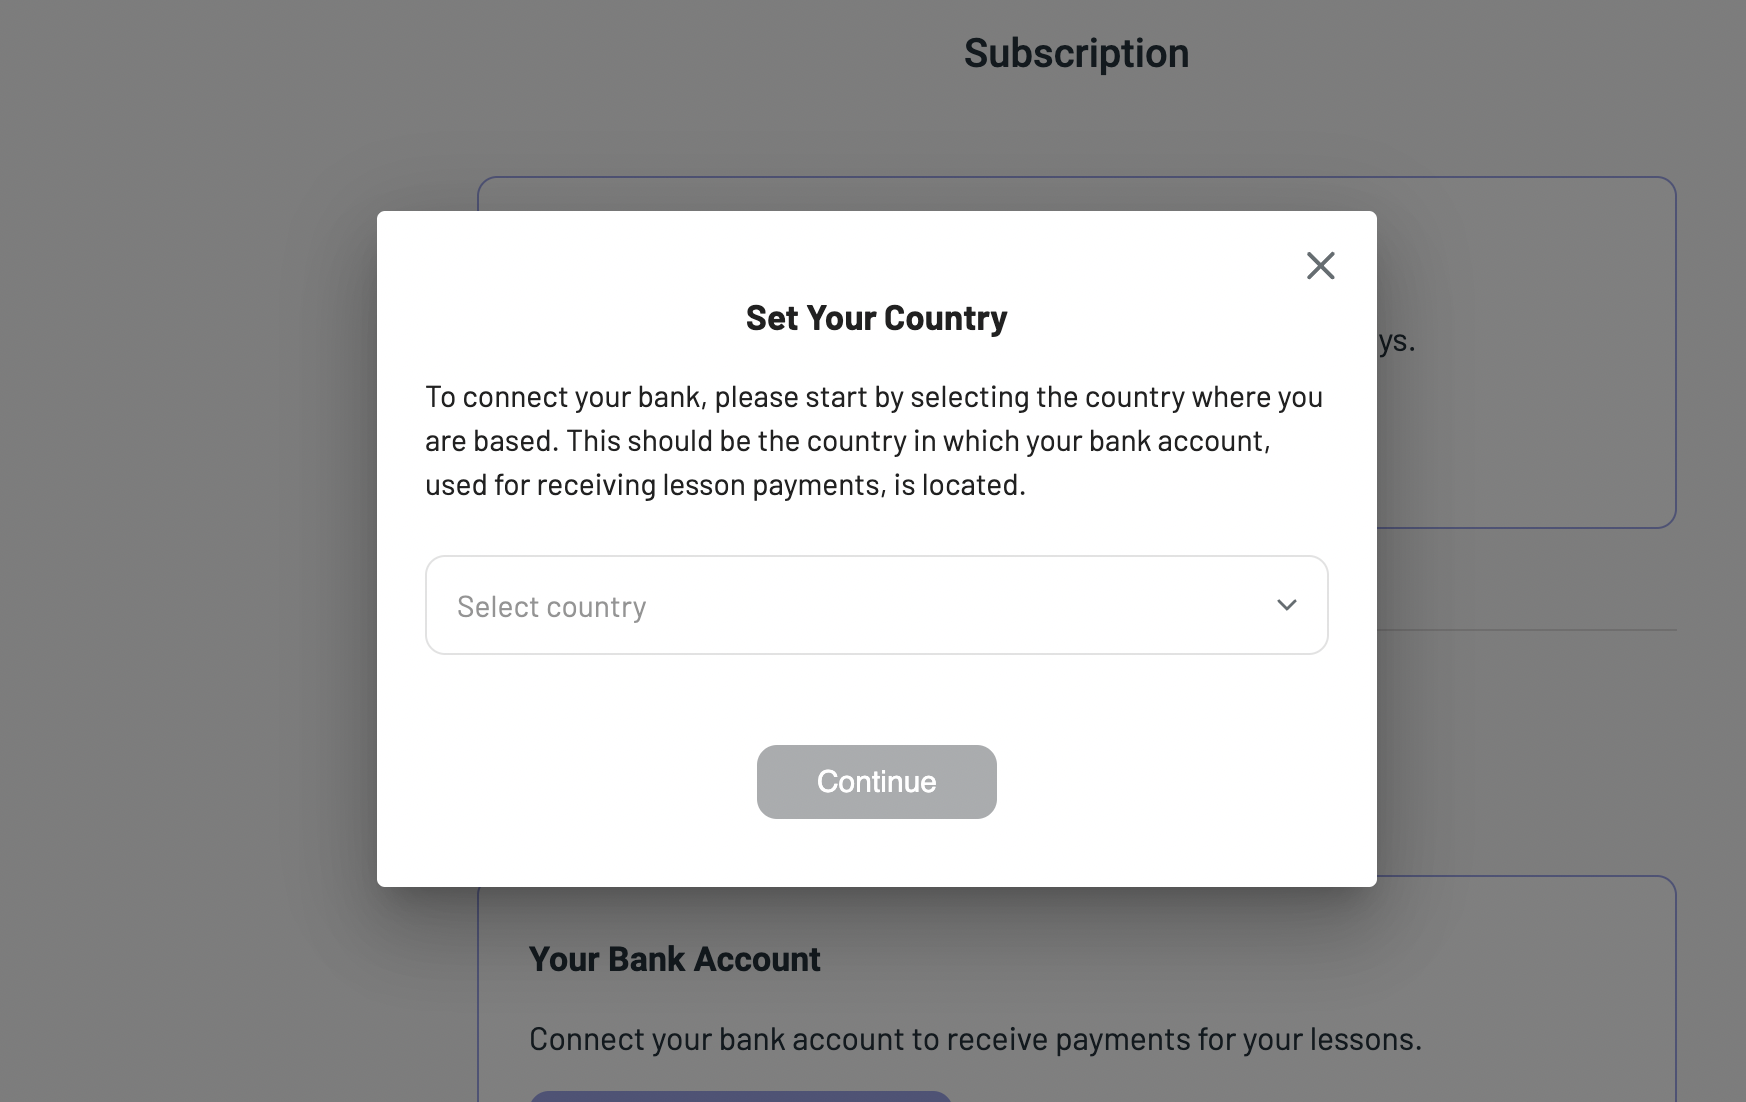 Subscription
Set Your Country
To connect your bank, please start by selecting the country where you
are based. This should be the country in which your bank account,
used for receiving lesson payments, is located.
Select country
Continue
Your Bank Account
Connect your bank account to receive payments for your lessons.